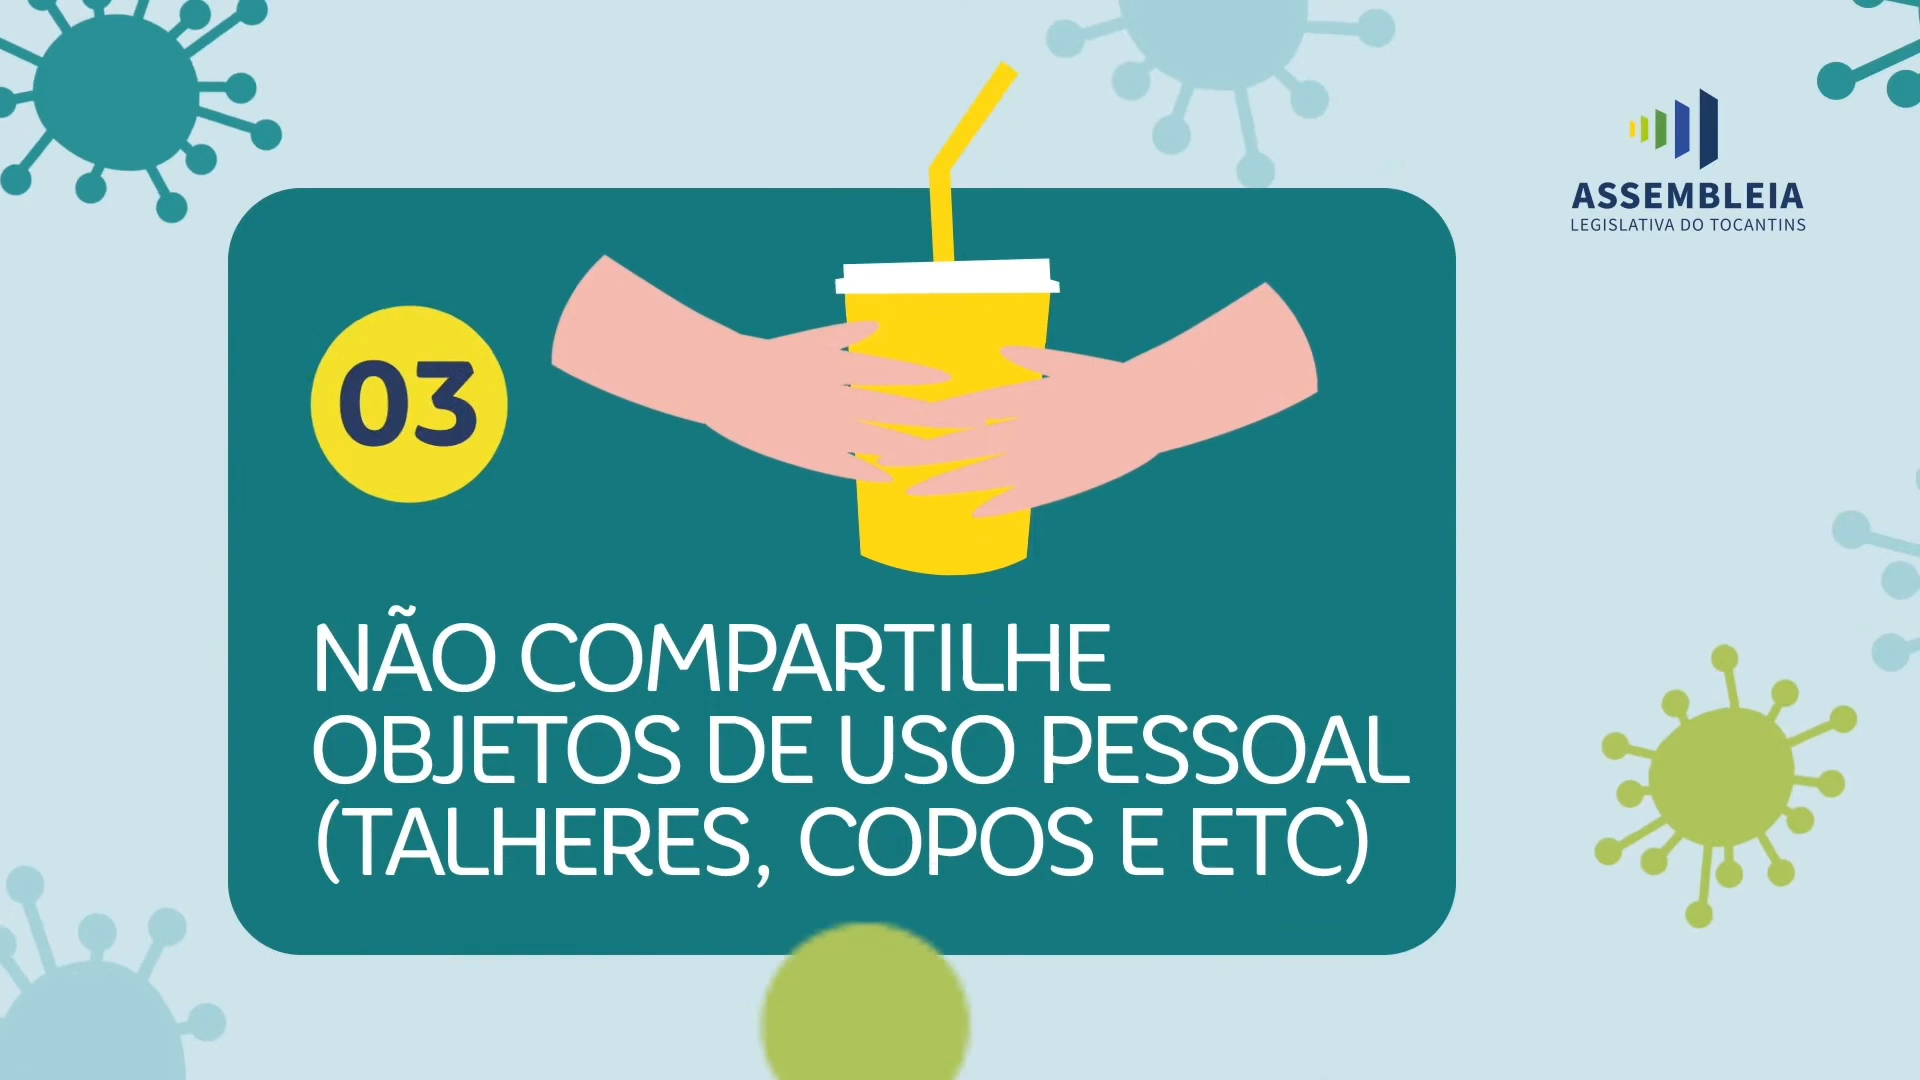 ASSEMBLEIA
LEGISLATIVA DO TOCANTINS
03
NÃO COMPARTILHE
OBJETOS DE USO PESSOAL
(TALHERES, COPOS E ETC)